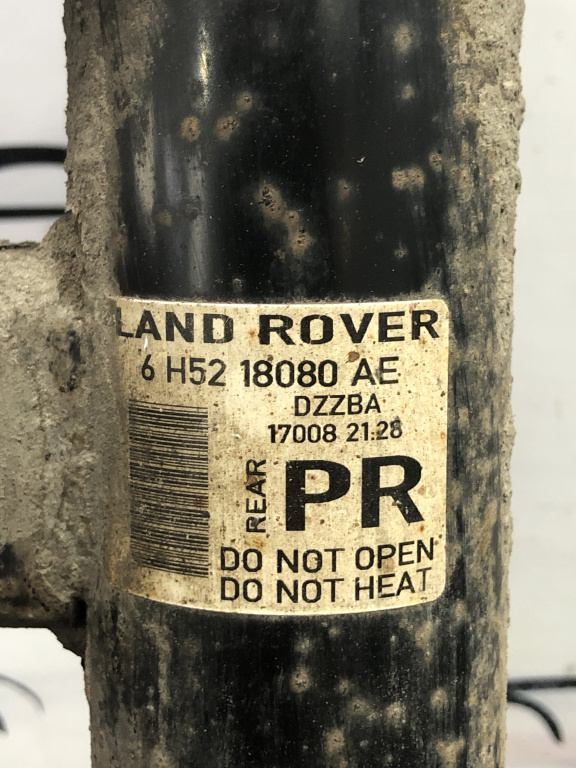 LAND ROVER
6 H52 18080 AE
DZZBA
17008 21:28
REAR
PR
DO NOT OPEN
DO NOT HEAT